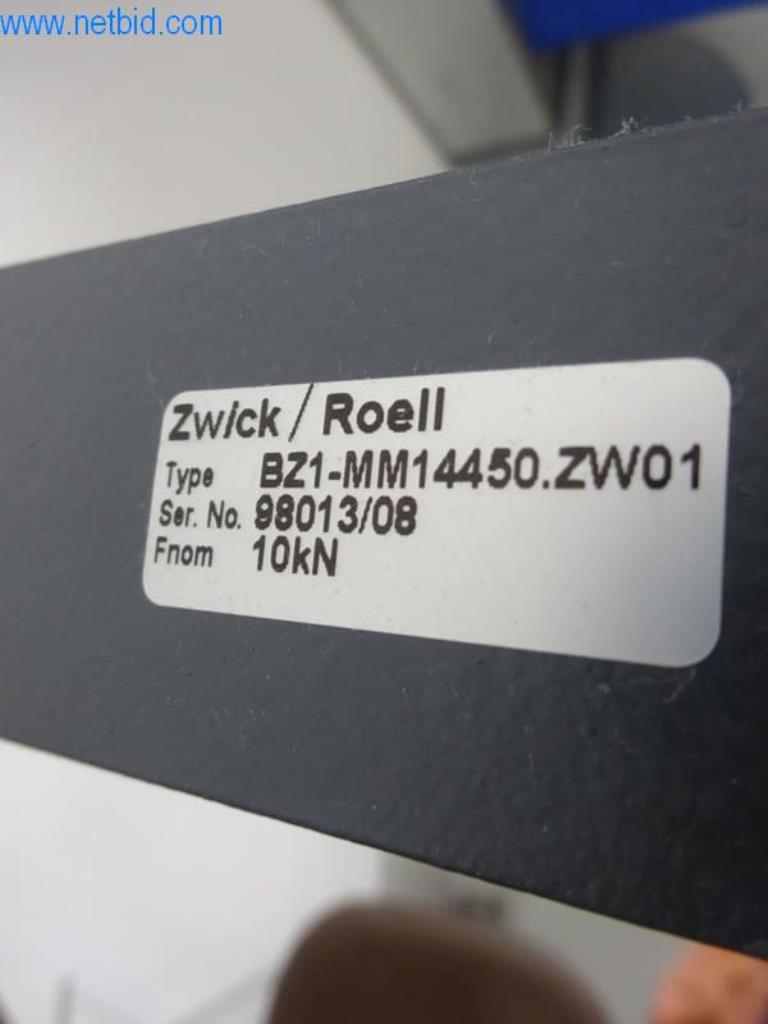 www.netbid.com
Zwick / Roell
Type BZ1-MM14450.ZW01
Ser. No. 98013/08
Fnom 10kN